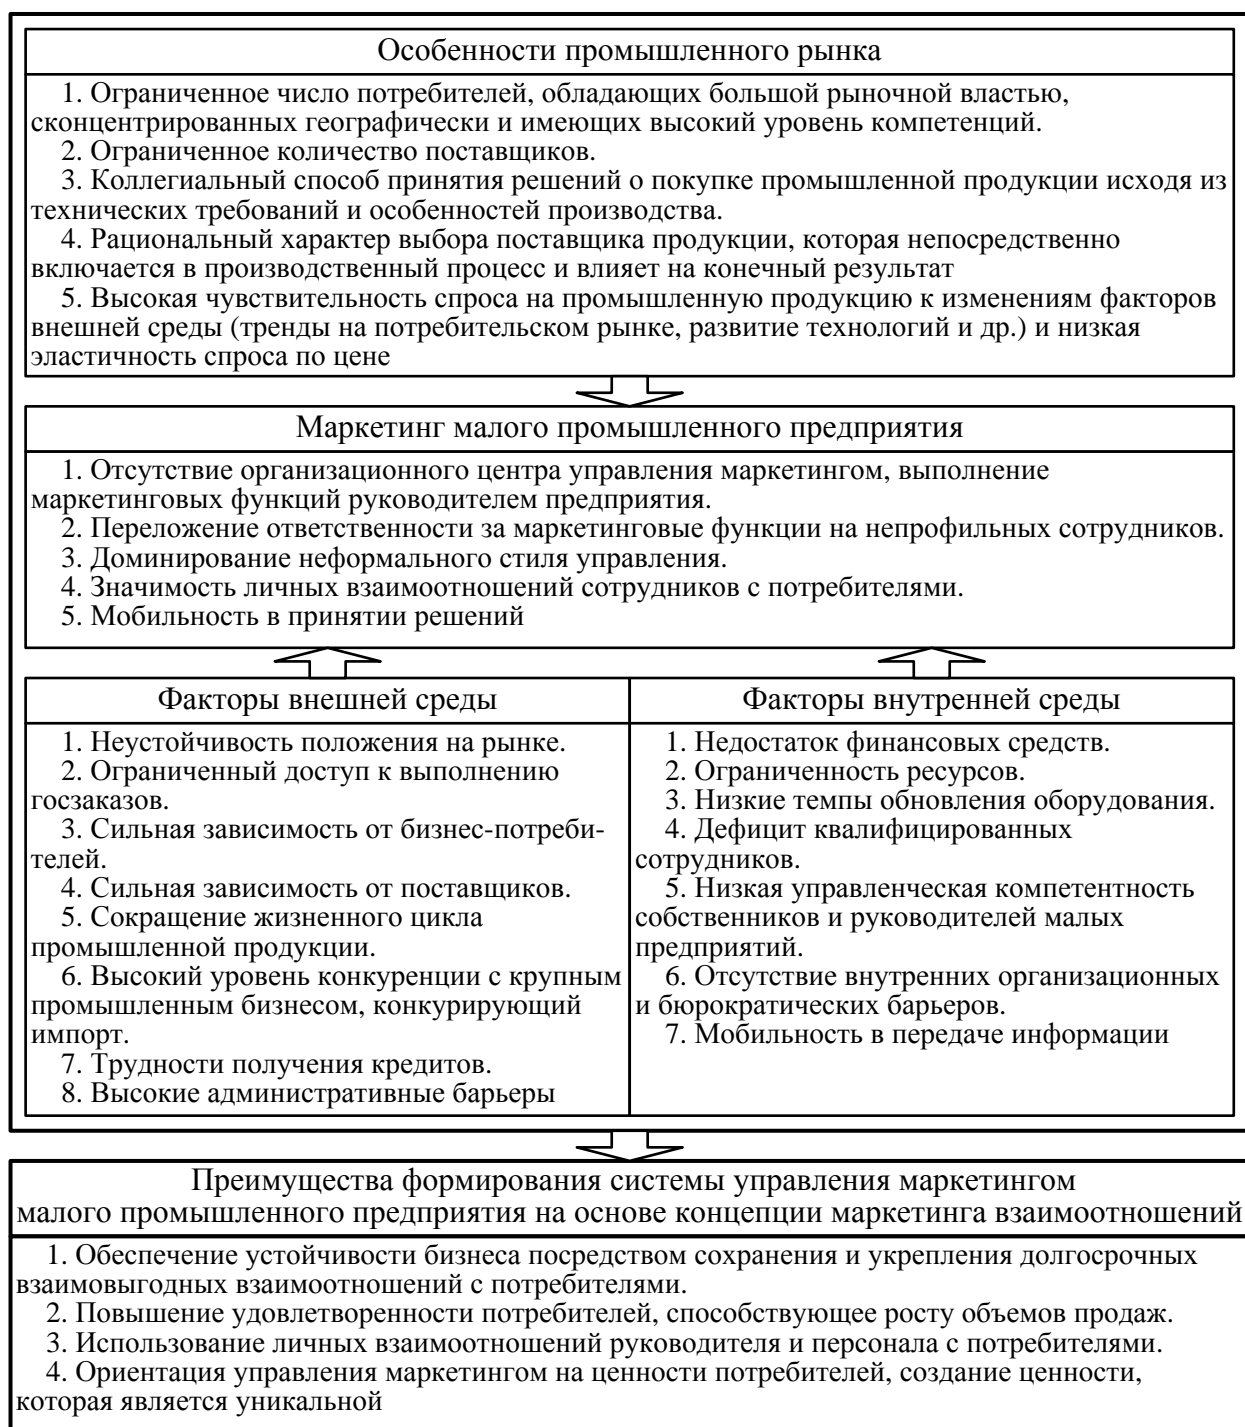 Особенности промышленного рынка
1. Ограниченное число потребителей, обладающих большой рыночной властью,
сконцентрированных географически и имеющих высокий уровень компетенций.
2. Ограниченное количество поставщиков.
3. Коллегиальный способ принятия решений о покупке промышленной продукции исходя из
технических требований и особенностей производства.
4. Рациональный характер выбора поставщика продукции, которая непосредственно
включается в производственный процесс и влияет на конечный результат
5. Высокая чувствительность спроса на промышленную продукцию к изменениям факторов
внешней среды (тренды на потребительском рынке, развитие технологий и др.) и низкая
эластичность спроса по цене
Маркетинг малого промышленного предприятия
1. Отсутствие организационного центра управления маркетингом, выполнение
маркетинговых функций руководителем предприятия.
2. Переложение ответственности за маркетинговые функции на непрофильных сотрудников.
3. Доминирование неформального стиля управления.
4. Значимость личных взаимоотношений сотрудников с потребителями.
5. Мобильность в принятии решений
Факторы внешней среды
1. Неустойчивость положения на рынке.
2. Ограниченный доступ к выполнению
госзаказов.
3. Сильная зависимость от бизнес-потреби-
телей.
4. Сильная зависимость от поставщиков.
5. Сокращение жизненного цикла
промышленной продукции.
6. Высокий уровень конкуренции с крупным
промышленным бизнесом, конкурирующий
импорт.
7. Трудности получения кредитов.
8. Высокие административные барьеры
Факторы внутренней среды
1. Недостаток финансовых средств.
2. Ограниченность ресурсов.
3. Низкие темпы обновления оборудования.
4. Дефицит квалифицированных
сотрудников.
5. Низкая управленческая компетентность
собственников и руководителей малых
предприятий.
6. Отсутствие внутренних организационных
и бюрократических барьеров.
7. Мобильность в передаче информации
Преимущества формирования системы управления маркетингом
малого промышленного предприятия на основе концепции маркетинга взаимоотношений
1. Обеспечение устойчивости бизнеса посредством сохранения и укрепления долгосрочных
взаимовыгодных взаимоотношений с потребителями.
2. Повышение удовлетворенности потребителей, способствующее росту объемов продаж.
3. Использование личных взаимоотношений руководителя и персонала с потребителями.
4. Ориентация управления маркетингом на ценности потребителей, создание ценности,
которая является уникальной